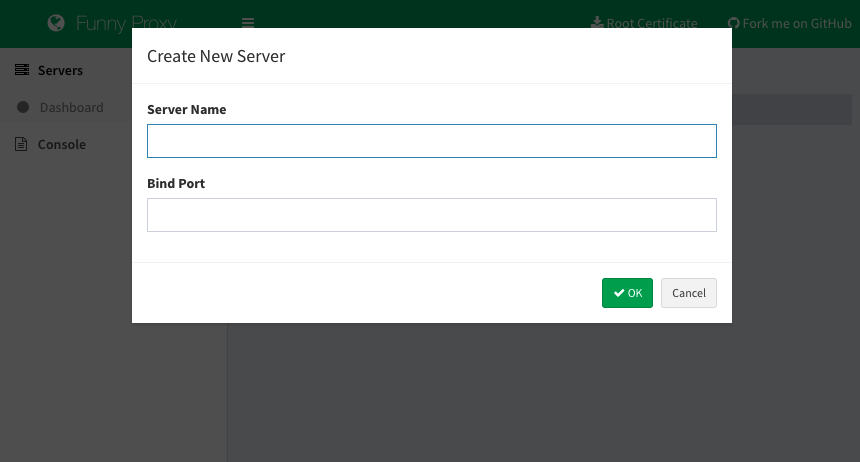 Funny Proxy
Root Certificate
Fork me on GitHub
Create New Server
Servers
Dashboard
Console
Server Name
Bind Port
OK
Cancel